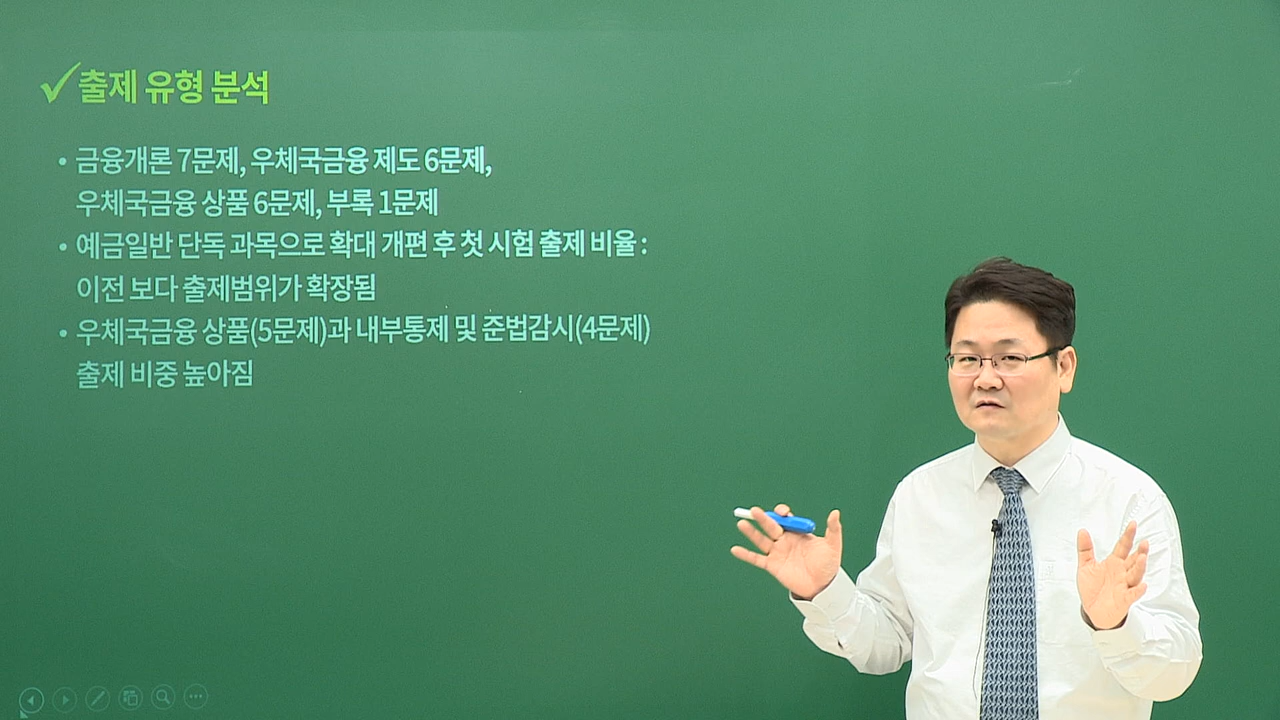 ✓출제 유형 분석
• 금융개론 7문제, 우체국금융 제도 6문제,
우체국금융 상품 6문제, 부록 1문제
• 예금일반 단독 과목으로 확대 개편 후 첫 시험 출제 비율 :
이전 보다 출제범위가 확장됨
• 우체국금융 상품(5문제)과 내부통제 및 준법감시(4문제)
출제 비중 높아짐